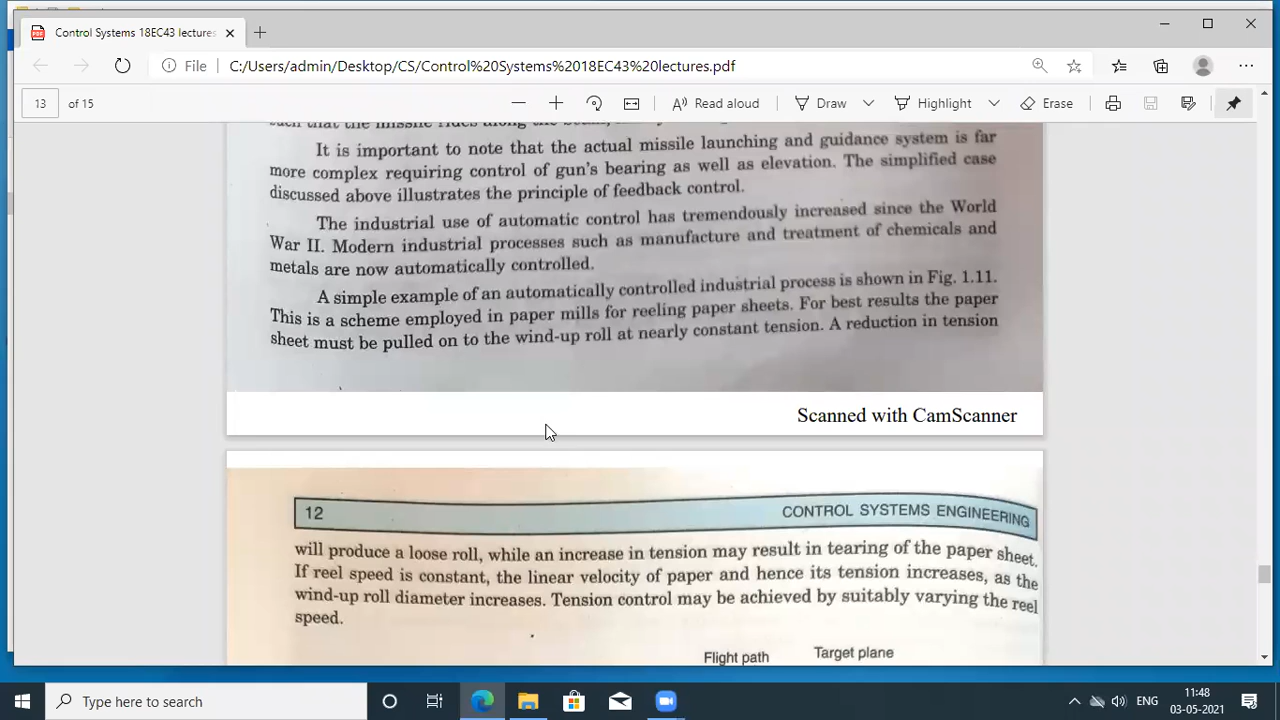 Control Systems 18EC43 lectures
File C:/Users/admin/Desktop/CS/Control%20Systems%2018EC43%20lectures.pdf
13 of 15 Read aloud Draw Highlight Erase
such that the missile rides along the beam,
It is important to note that the actual missile launching and guidance system is far
more complex requiring control of gun's bearing as well as elevation. The simplified case
discussed above illustrates the principle of feedback control.
The industrial use of automatic control has tremendously increased since the World
War II. Modern industrial processes such as manufacture and treatment of chemicals and
metals are now automatically controlled.
A simple example of an automatically controlled industrial process is shown in Fig. 1.11.
This is a scheme employed in paper mills for reeling paper sheets. For best results the paper
sheet must be pulled on to the wind-up roll at nearly constant tension. A reduction in tension
Scanned with CamScanner
12 CONTROL SYSTEMS ENGINEERING
will produce a loose roll, while an increase in tension may result in tearing of the paper sheet.
If reel speed is constant, the linear velocity of paper and hence its tension increases, as the
wind-up roll diameter increases. Tension control may be achieved by suitably varying the reel
speed.
Flight path Target plane
Type here to search
ENG
11:48
03-05-2021